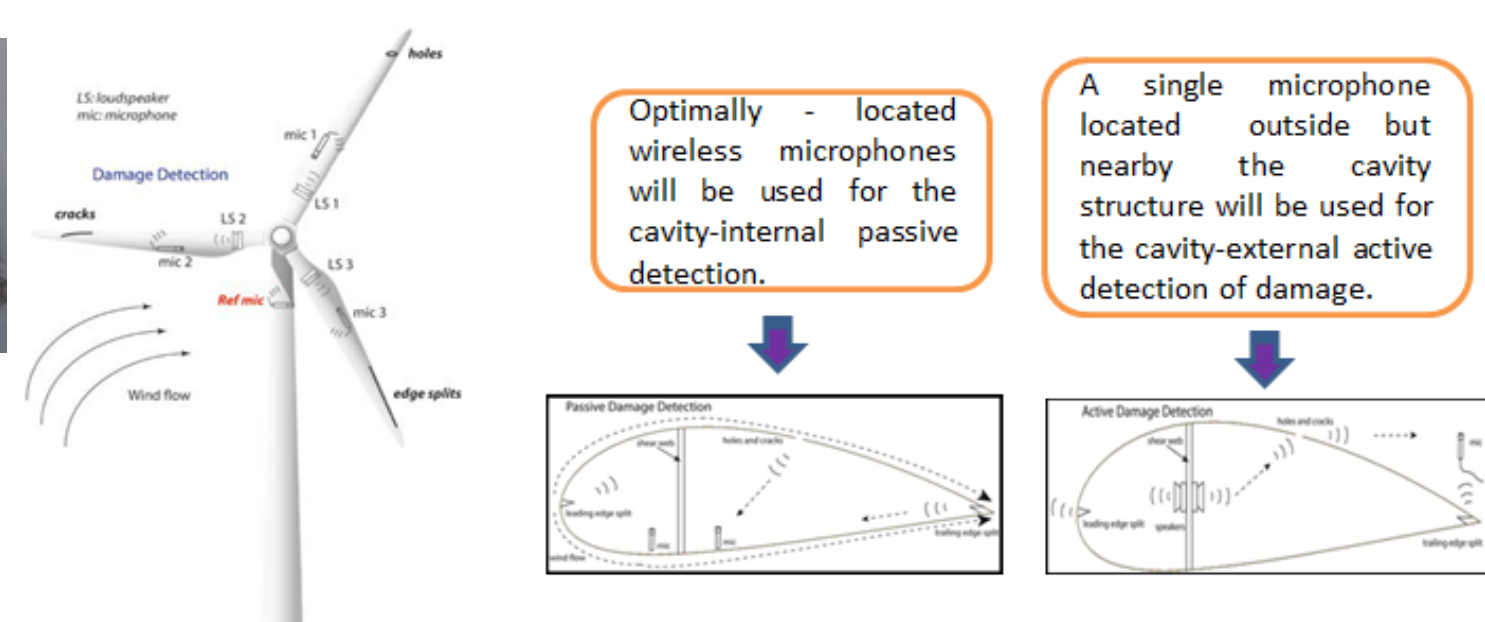 LS: loudspeaker
mic: microphone
Damage Detection
holes
mic 1
LS 1
cracks
LS 2
mic 2
LS 3
Ref mic
mic 3
Wind flow
edge splits
Optimally - located
wireless microphones
will be used for the
cavity-internal passive
detection.
A single microphone
located outside but
nearby the cavity
structure will be used for
the cavity-external active
detection of damage.
Passive Damage Detection
shear web
holes and cracks
leading edge split
mic
mic
wind flow
trailing edge split
Active Damage Detection
holes and cracks
shear web
mic
leading edge split
speakers
trailing edge split